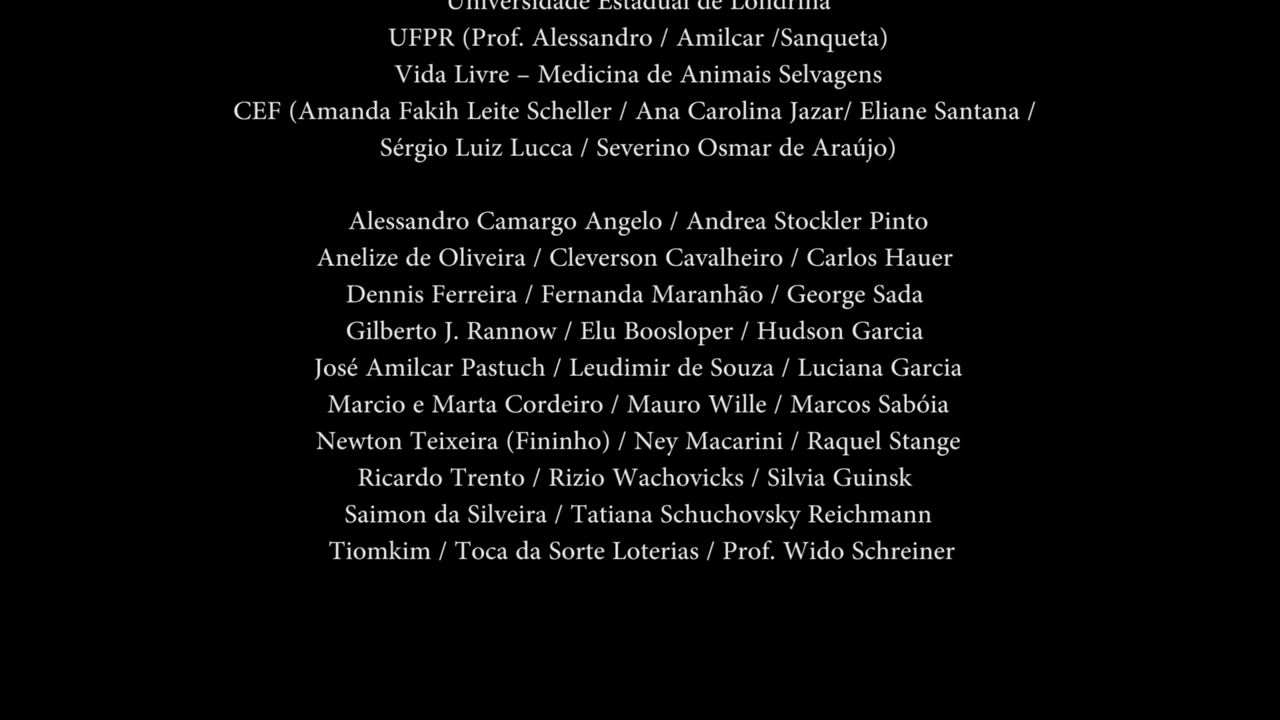 Universidade Estadual de Londrina
UFPR (Prof. Alessandro / Amilcar /Sanqueta)
Vida Livre – Medicina de Animais Selvagens
CEF (Amanda Fakih Leite Scheller / Ana Carolina Jazar/ Eliane Santana /
Sérgio Luiz Lucca / Severino Osmar de Araújo)
Alessandro Camargo Angelo / Andrea Stockler Pinto
Anelize de Oliveira / Cleverson Cavalheiro / Carlos Hauer
Dennis Ferreira / Fernanda Maranhão / George Sada
Gilberto J. Rannow / Elu Boosloper / Hudson Garcia
José Amilcar Pastuch / Leudimir de Souza / Luciana Garcia
Marcio e Marta Cordeiro / Mauro Wille / Marcos Sabóia
Newton Teixeira (Fininho) / Ney Macarini / Raquel Stange
Ricardo Trento / Rizio Wachovicks / Silvia Guinsk
Saimon da Silveira / Tatiana Schuchovsky Reichmann
Tiomkim / Toca da Sorte Loterias / Prof. Wido Schreiner